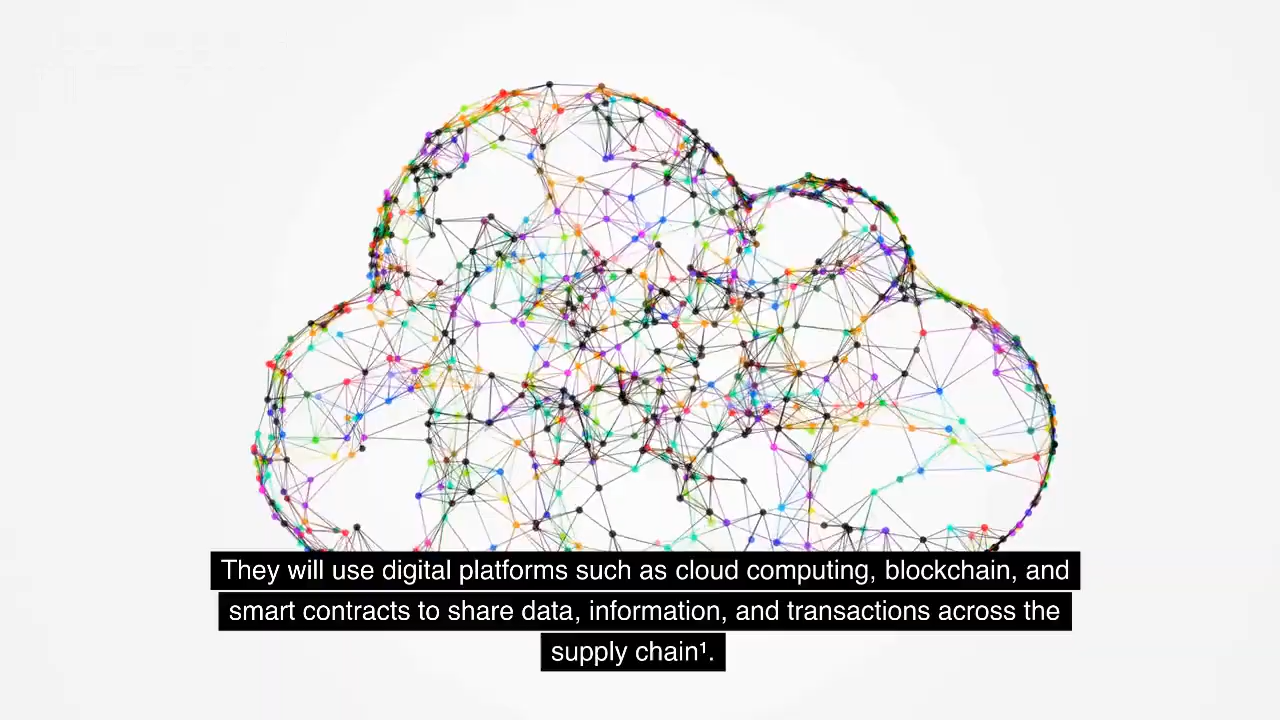 They will use digital platforms such as cloud computing, blockchain, and
smart contracts to share data, information, and transactions across the
supply chain¹.